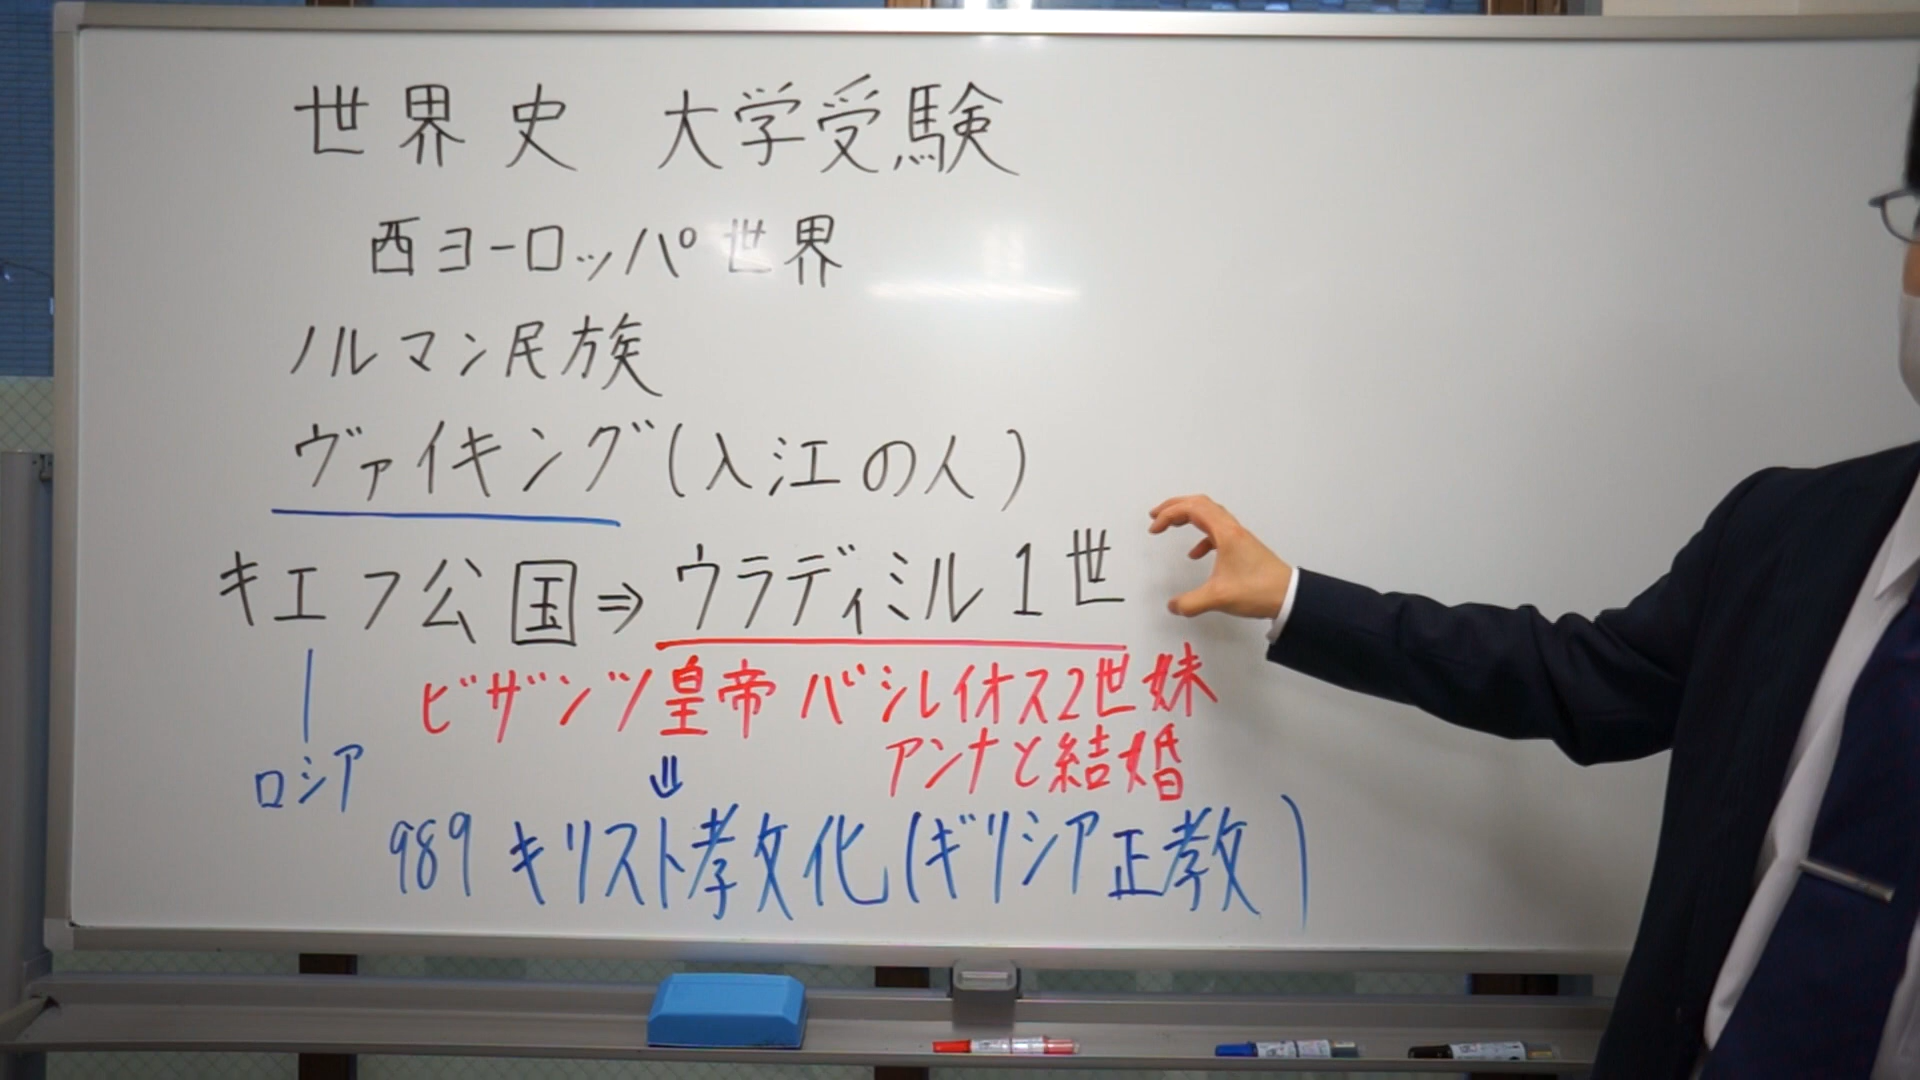 世界史 大学受験
西ヨーロッパ世界
ノルマン民族
ヴァイキング(入江の人)
キエフ公国⇒ウラディミル1世
ビザンツ皇帝 バシレイオス2世妹
アンナと結婚
ロシア
⇓
989 キリスト教文化(ギリシア正教)